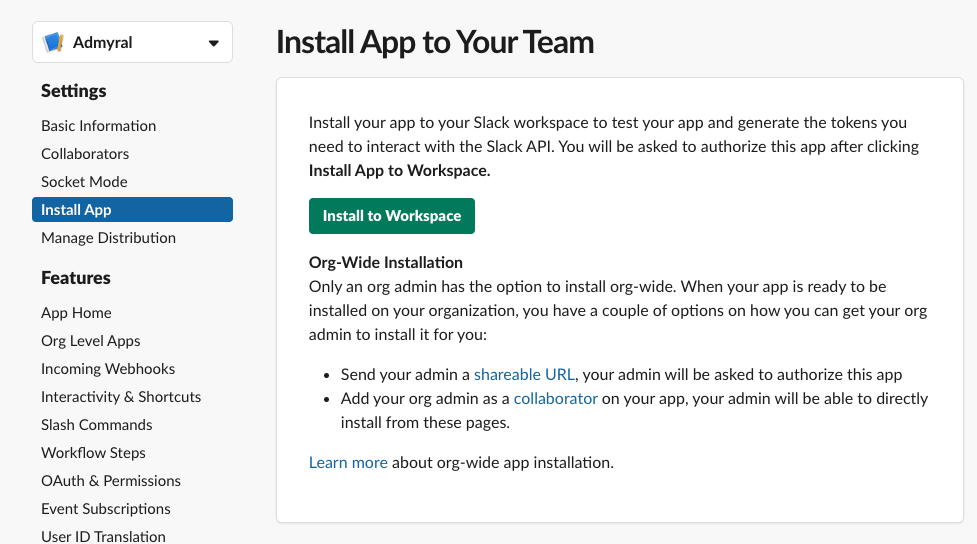 Admyral
Settings
Basic Information
Collaborators
Socket Mode
Install App
Manage Distribution
Features
App Home
Org Level Apps
Incoming Webhooks
Interactivity & Shortcuts
Slash Commands
Workflow Steps
OAuth & Permissions
Event Subscriptions
User ID Translation
Install App to Your Team
Install your app to your Slack workspace to test your app and generate the tokens you
need to interact with the Slack API. You will be asked to authorize this app after clicking
Install App to Workspace.
Install to Workspace
Org-Wide Installation
Only an org admin has the option to install org-wide. When your app is ready to be
installed on your organization, you have a couple of options on how you can get your org
admin to install it for you:
• Send your admin a shareable URL, your admin will be asked to authorize this app
• Add your org admin as a collaborator on your app, your admin will be able to directly
install from these pages.
Learn more about org-wide app installation.